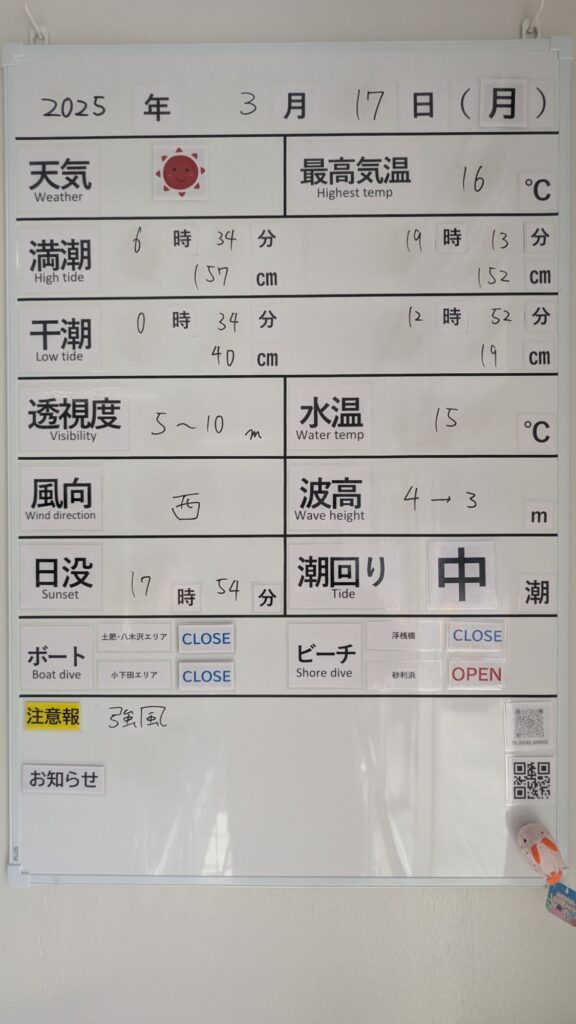 2025 年 3 月 17 日 (月)
天気
Weather
最高気温 16 ℃
Highest temp
満潮 6 時 34 分 19 時 13 分
High tide 157 cm 152 cm
干潮 0 時 34 分 12 時 52 分
Low tide 40 cm 19 cm
透視度 5～10 m
Visibility
水温 15 ℃
Water temp
風向 西
Wind direction
波高 4→3 m
Wave height
日没 17 時 54 分
Sunset
潮回り 中 潮
Tide
ボート 土肥・八木沢エリア CLOSE
Boat dive 小下田エリア CLOSE
ビーチ 浮桟橋 CLOSE
Shore dive 砂利浜 OPEN
注意報 強風
お知らせ
PLUS